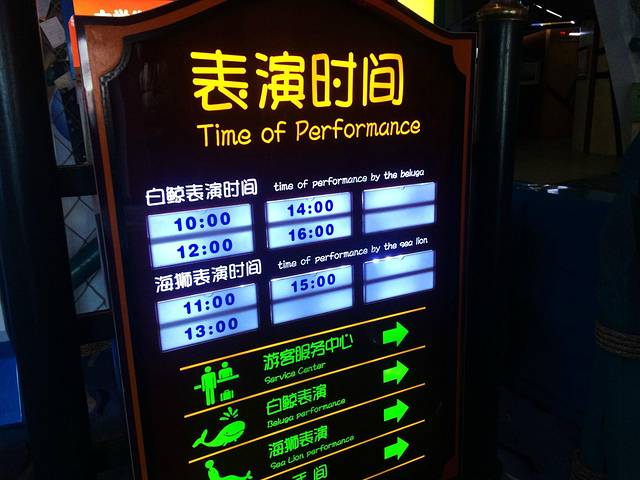 表演时间
Time of Performance
白鲸表演时间 time of performance by the beluga
10:00 14:00
12:00 16:00
海狮表演时间 time of performance by the sea lion
11:00 15:00
13:00
游客服务中心
Service Center
白鲸表演
Beluga performance
海狮表演
Sea Lion performance